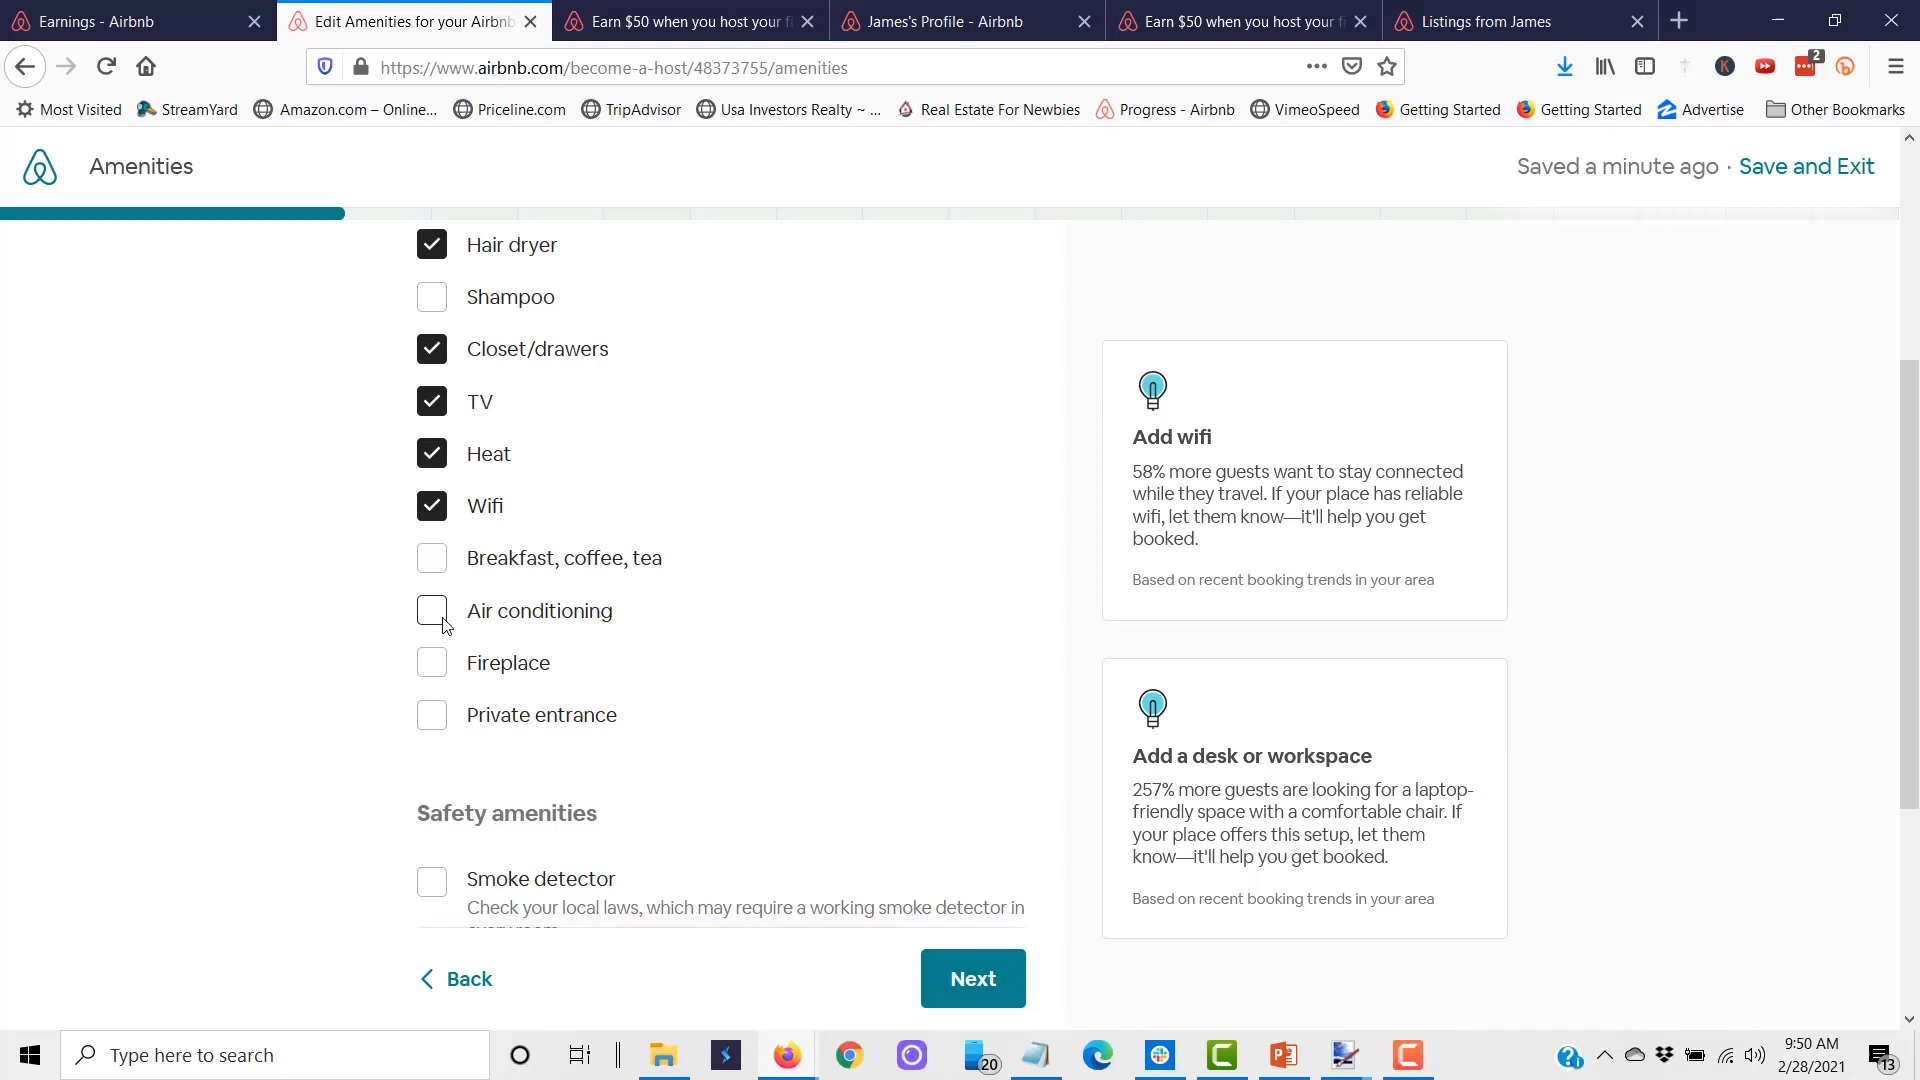 Earnings - Airbnb
Edit Amenities for your Airbnb
Earn $50 when you host your fi
James's Profile - Airbnb
Earn $50 when you host your fi
Listings from James
https://www.airbnb.com/become-a-host/48373755/amenities
2
Most Visited
StreamYard
Amazon.com – Online...
Priceline.com
TripAdvisor
Usa Investors Realty ~ ...
Real Estate For Newbies
Progress - Airbnb
VimeoSpeed
Getting Started
Getting Started
Advertise
Other Bookmarks
Amenities
Saved a minute ago · Save and Exit
Hair dryer
Shampoo
Closet/drawers
TV
Heat
Wifi
Breakfast, coffee, tea
Air conditioning
Fireplace
Private entrance
Safety amenities
Smoke detector
Check your local laws, which may require a working smoke detector in
Back
Next
Add wifi
58% more guests want to stay connected
while they travel. If your place has reliable
wifi, let them know—it'll help you get
booked.
Based on recent booking trends in your area
Add a desk or workspace
257% more guests are looking for a laptop-
friendly space with a comfortable chair. If
your place offers this setup, let them
know—it'll help you get booked.
Based on recent booking trends in your area
Type here to search
20
9:50 AM
2/28/2021
13